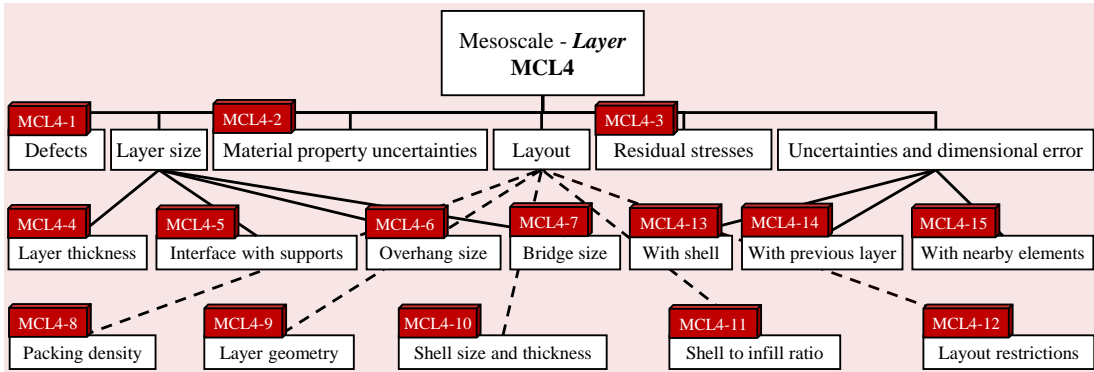 Mesoscale - Layer
MCL4
MCL4-1
MCL4-2
MCL4-3
Defects
Layer size
Material property uncertainties
Layout
Residual stresses
Uncertainties and dimensional error
MCL4-4
MCL4-5
MCL4-6
MCL4-7
MCL4-13
MCL4-14
MCL4-15
Layer thickness
Interface with supports
Overhang size
Bridge size
With shell
With previous layer
With nearby elements
MCL4-8
MCL4-9
MCL4-10
MCL4-11
MCL4-12
Packing density
Layer geometry
Shell size and thickness
Shell to infill ratio
Layout restrictions